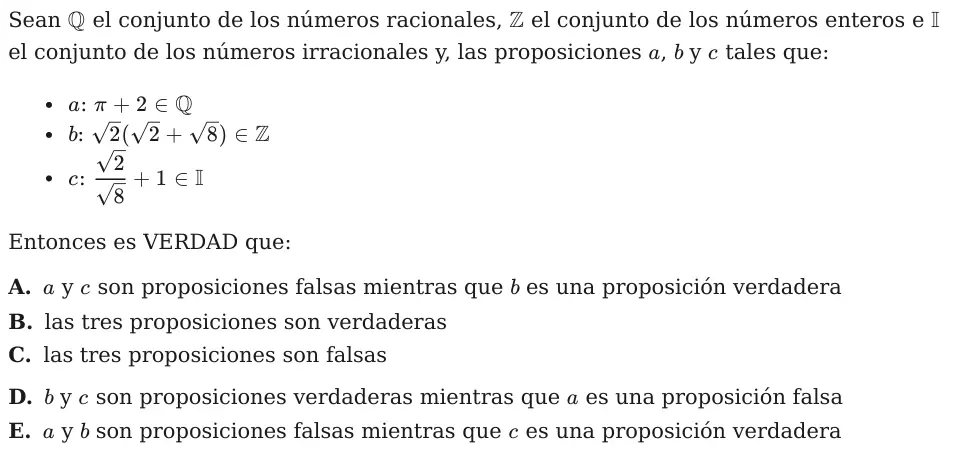 Sean ℚ el conjunto de los números racionales, ℤ el conjunto de los números enteros e 𝕀
el conjunto de los números irracionales y, las proposiciones a, b y c tales que:
• a: π + 2 ∈ ℚ
• b: √2(√2 + √8) ∈ ℤ
• c: √2/√8 + 1 ∈ 𝕀
Entonces es VERDAD que:
A. a y c son proposiciones falsas mientras que b es una proposición verdadera
B. las tres proposiciones son verdaderas
C. las tres proposiciones son falsas
D. b y c son proposiciones verdaderas mientras que a es una proposición falsa
E. a y b son proposiciones falsas mientras que c es una proposición verdadera